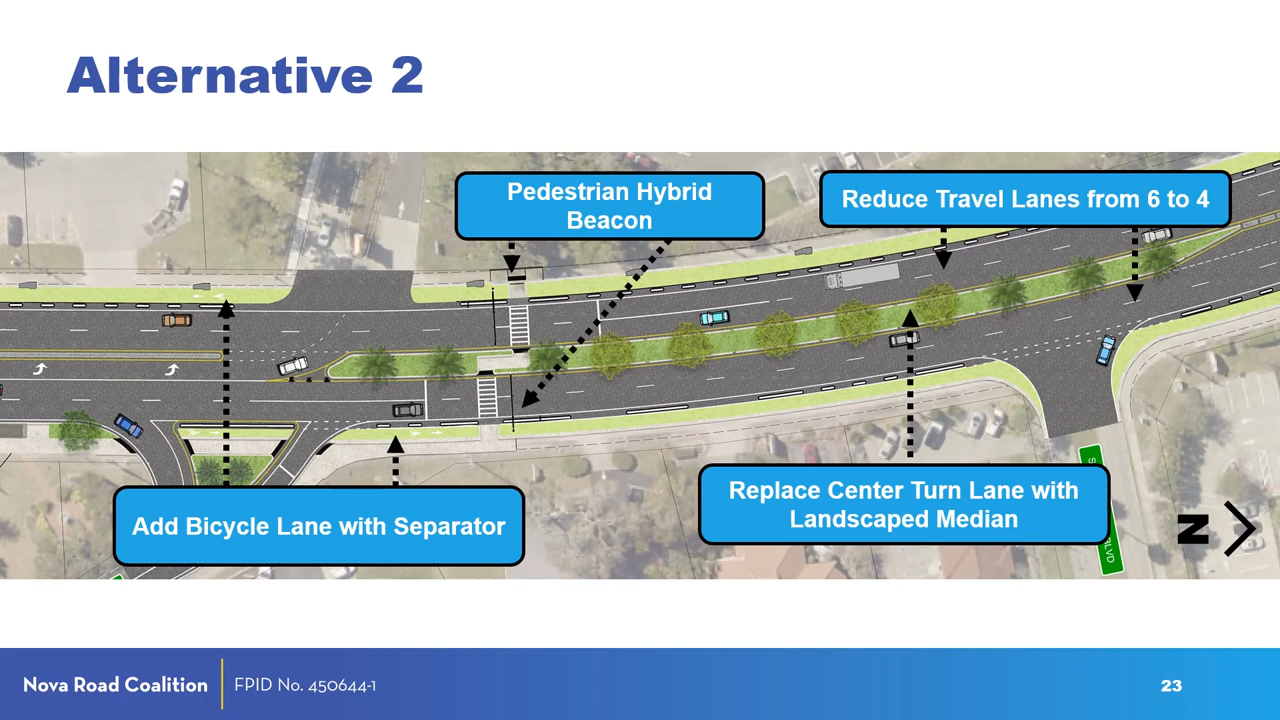 Alternative 2
Pedestrian Hybrid
Beacon
Reduce Travel Lanes from 6 to 4
Add Bicycle Lane with Separator
Replace Center Turn Lane with
Landscaped Median
BLVD
N
Nova Road Coalition
FPID No. 450644-1
23